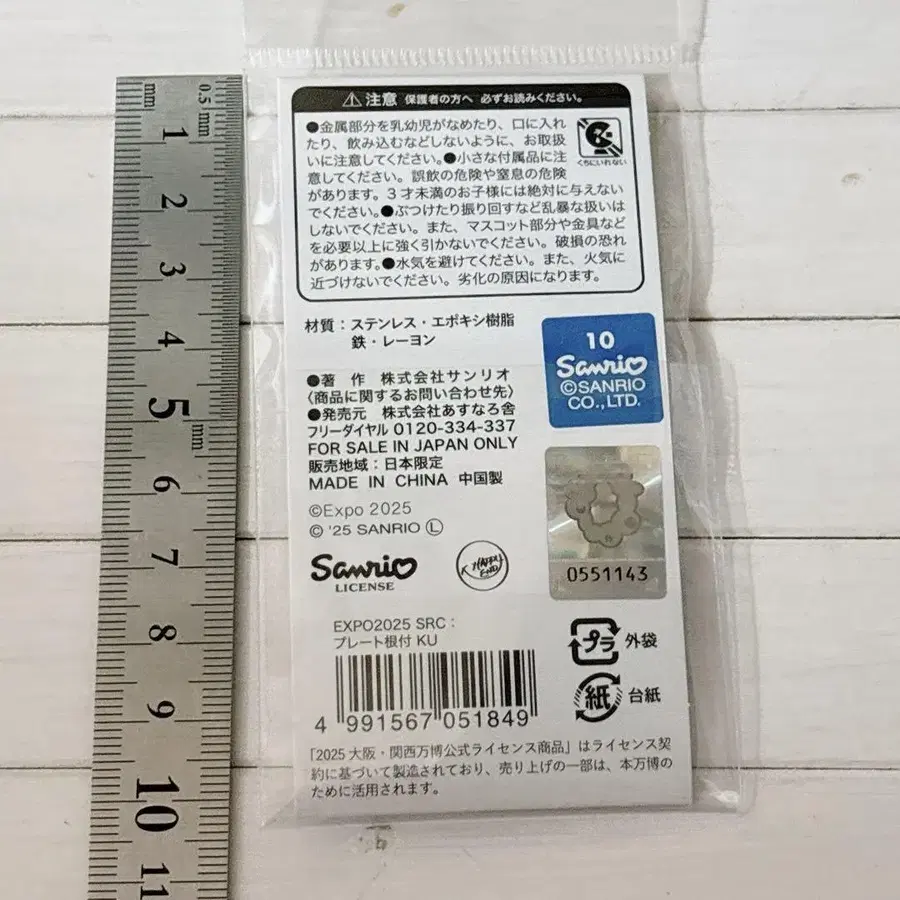 mm
0.5 mm
1
2
3
4
5
mm
6
7
8
9
10
11
⚠注意 保護者の方へ 必ずお読みください。
●金属部分を乳幼児がなめたり、口に入れ
たり、飲み込むなどしないように、お取扱
いに注意してください。●小さな付属品に注
意してください。誤飲の危険や窒息の危険
があります。3才未満のお子様には絶対に与えない
でください。●ぶつけたり振り回すなど乱暴な扱いは
しないでください。また、マスコット部分や金具など
を必要以上に強く引かないでください。破損の恐れ
があります。●水気を避けてください。また、火気に
近づけないでください。劣化の原因になります。
くちにいれない
材質:ステンレス・エポキシ樹脂
鉄・レーヨン
10
Sanrio
©SANRIO
CO., LTD.
●著 作 株式会社サンリオ
〈商品に関するお問い合わせ先〉
●発売元 株式会社あすなろ舎
フリーダイヤル 0120-334-337
FOR SALE IN JAPAN ONLY
販売地域:日本限定
MADE IN CHINA 中国製
©Expo 2025
© '25 SANRIO Ⓛ
Sanrio
LICENSE
HAPPY
END
0551143
EXPO2025 SRC:
プレート根付 KU
4 991567 051849
プラ 外袋
紙 台紙
「2025 大阪・関西万博公式ライセンス商品」はライセンス契
約に基づいて製造されており、売り上げの一部は、本万博の
ために活用されます。